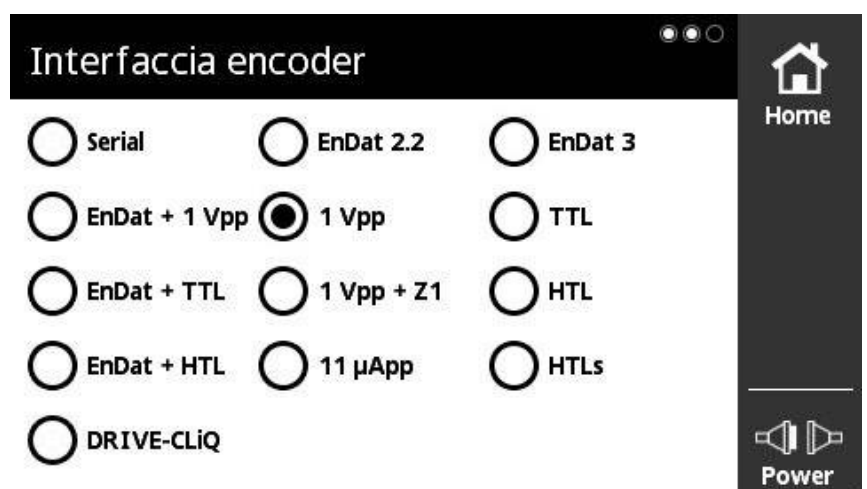 Interfaccia encoder
Home
Serial EnDat 2.2 EnDat 3
EnDat + 1 Vpp 1 Vpp TTL
EnDat + TTL 1 Vpp + Z1 HTL
EnDat + HTL 11 µApp HTLs
DRIVE-CLiQ
Power